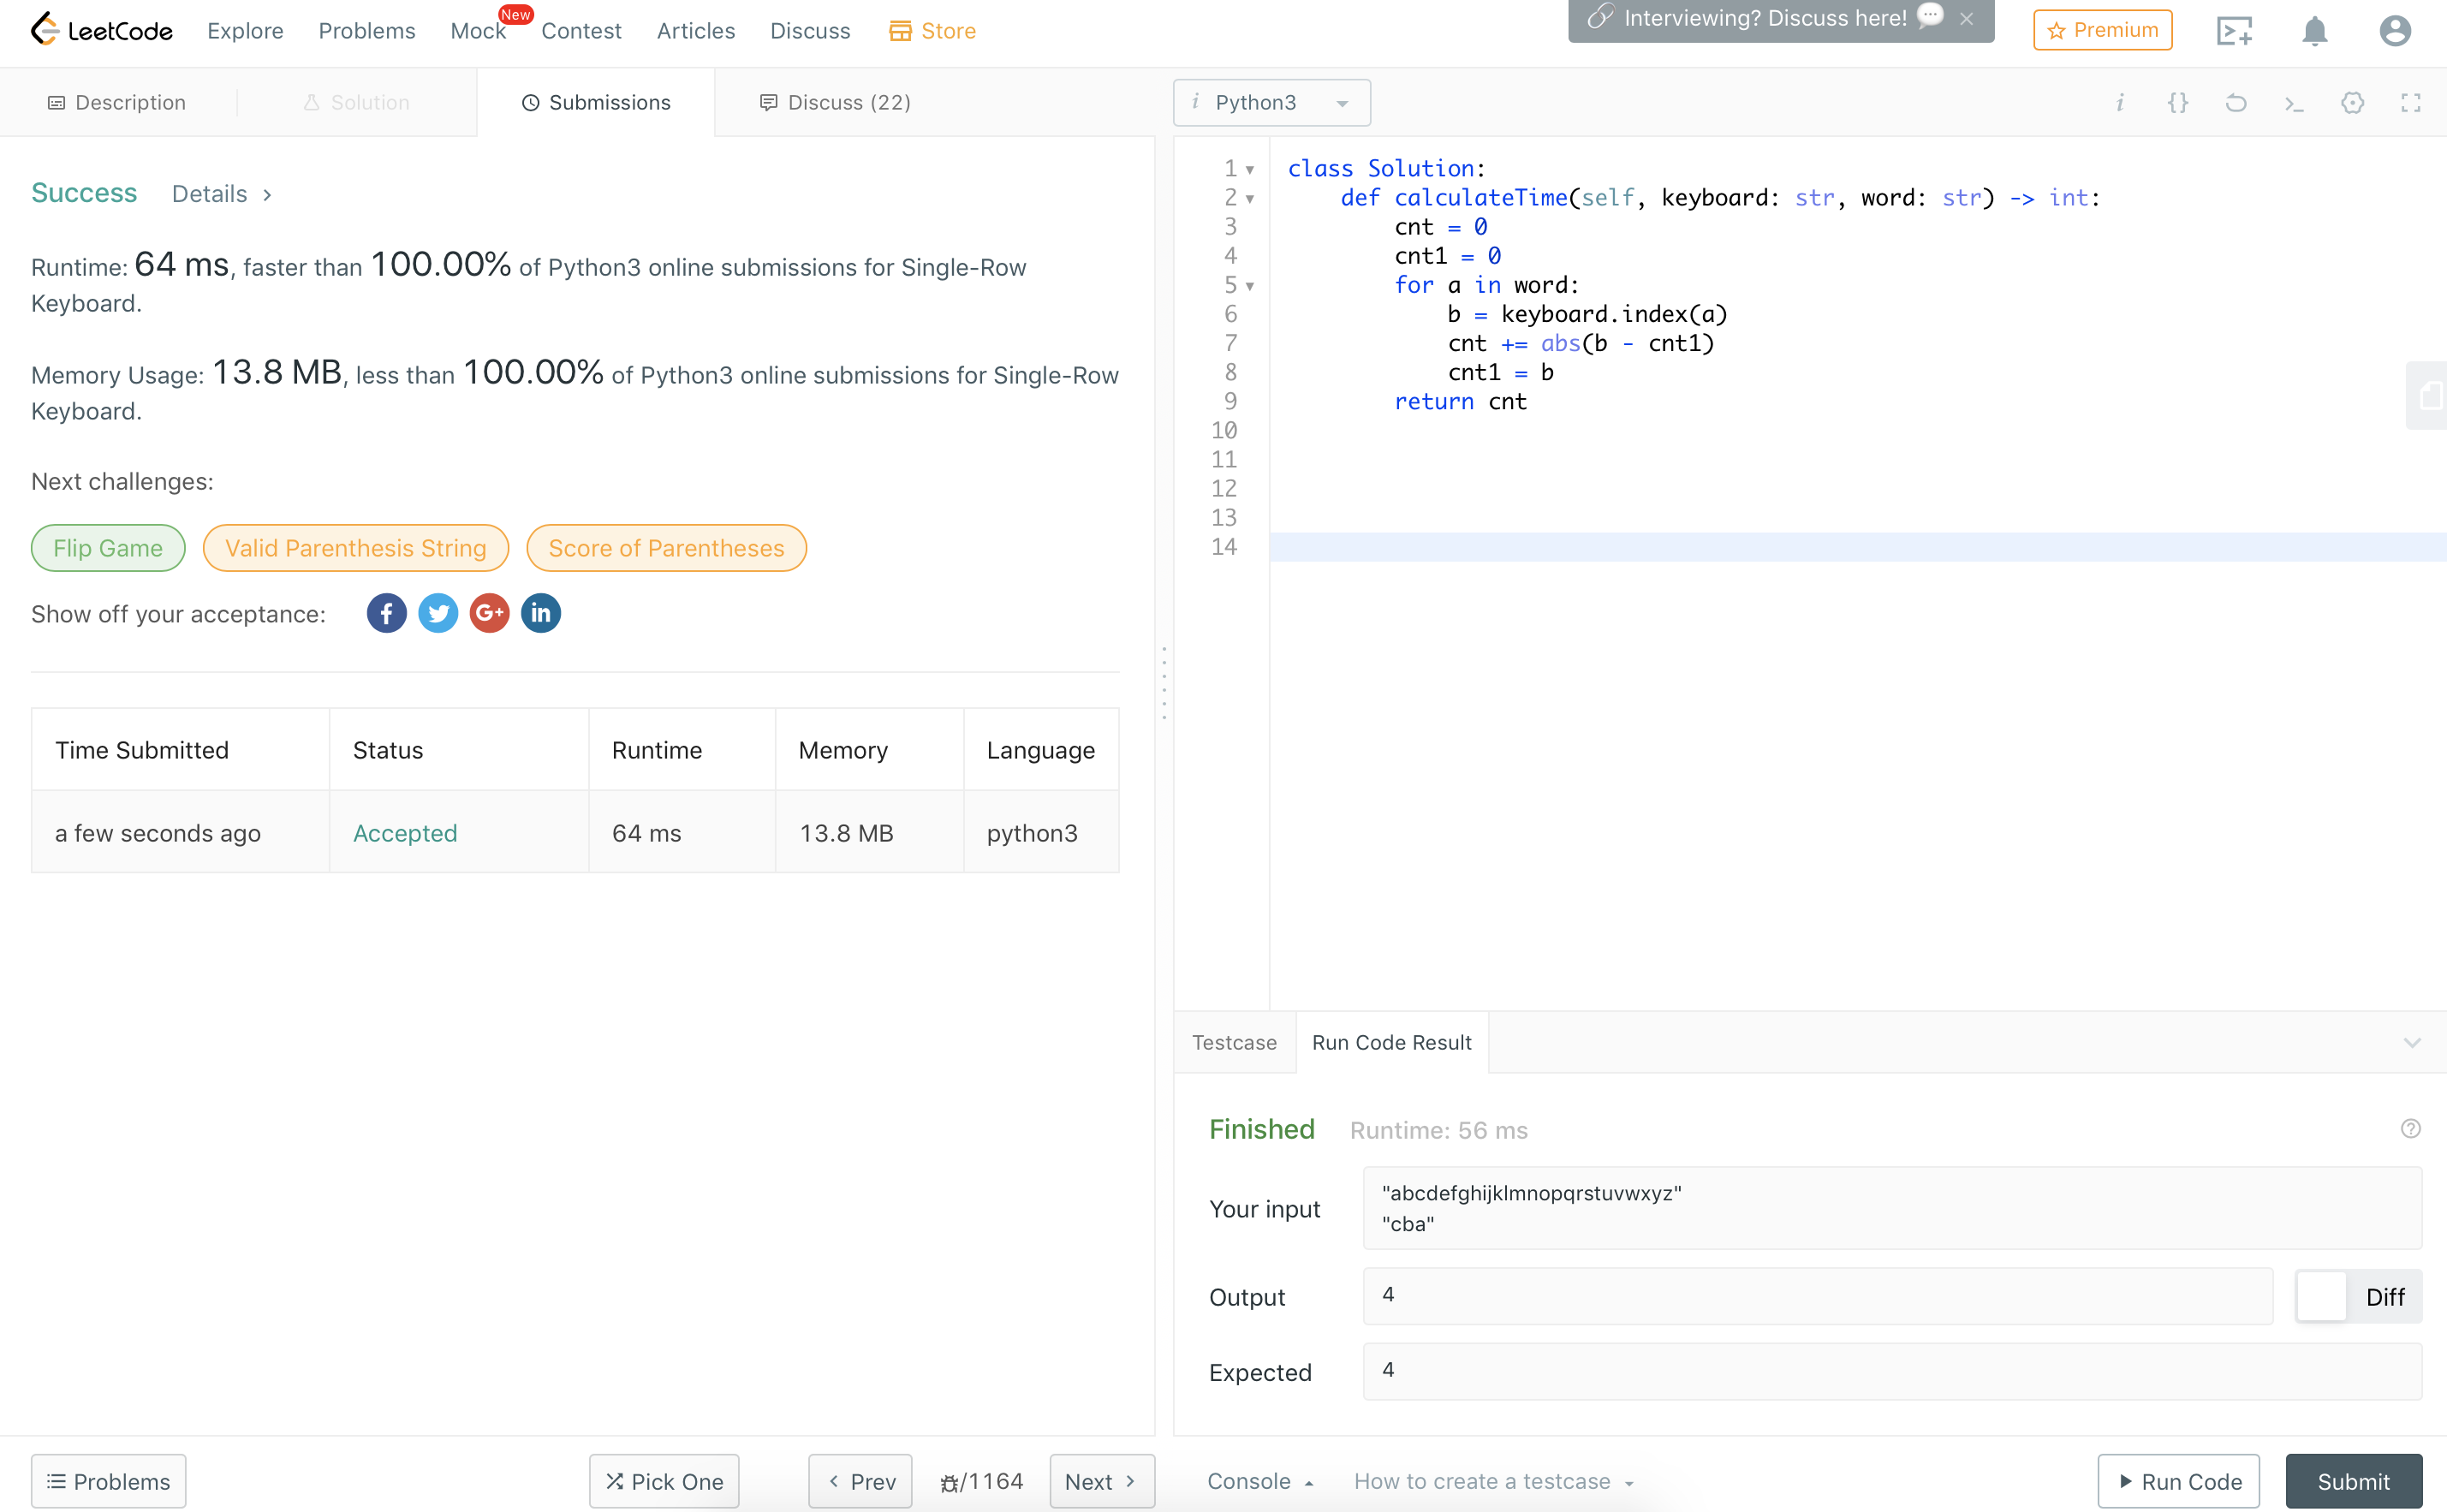 LeetCode Explore Problems Mock New Contest Articles Discuss Store Interviewing? Discuss here! Premium
Description Solution Submissions Discuss (22)
Success Details
Runtime: 64 ms, faster than 100.00% of Python3 online submissions for Single-Row
Keyboard.
Memory Usage: 13.8 MB, less than 100.00% of Python3 online submissions for Single-Row
Keyboard.
Next challenges:
Flip Game Valid Parenthesis String Score of Parentheses
Show off your acceptance: f G+ in
Time Submitted Status Runtime Memory Language
a few seconds ago Accepted 64 ms 13.8 MB python3
Problems Pick One Prev /1164 Next
i Python3 i {} >_
1 class Solution:
2     def calculateTime(self, keyboard: str, word: str) -> int:
3         cnt = 0
4         cnt1 = 0
5         for a in word:
6             b = keyboard.index(a)
7             cnt += abs(b - cnt1)
8             cnt1 = b
9         return cnt
10
11
12
13
14
Testcase Run Code Result
Finished Runtime: 56 ms ?
Your input
"abcdefghijklmnopqrstuvwxyz"
"cba"
Output 4 Diff
Expected 4
Console How to create a testcase Run Code Submit